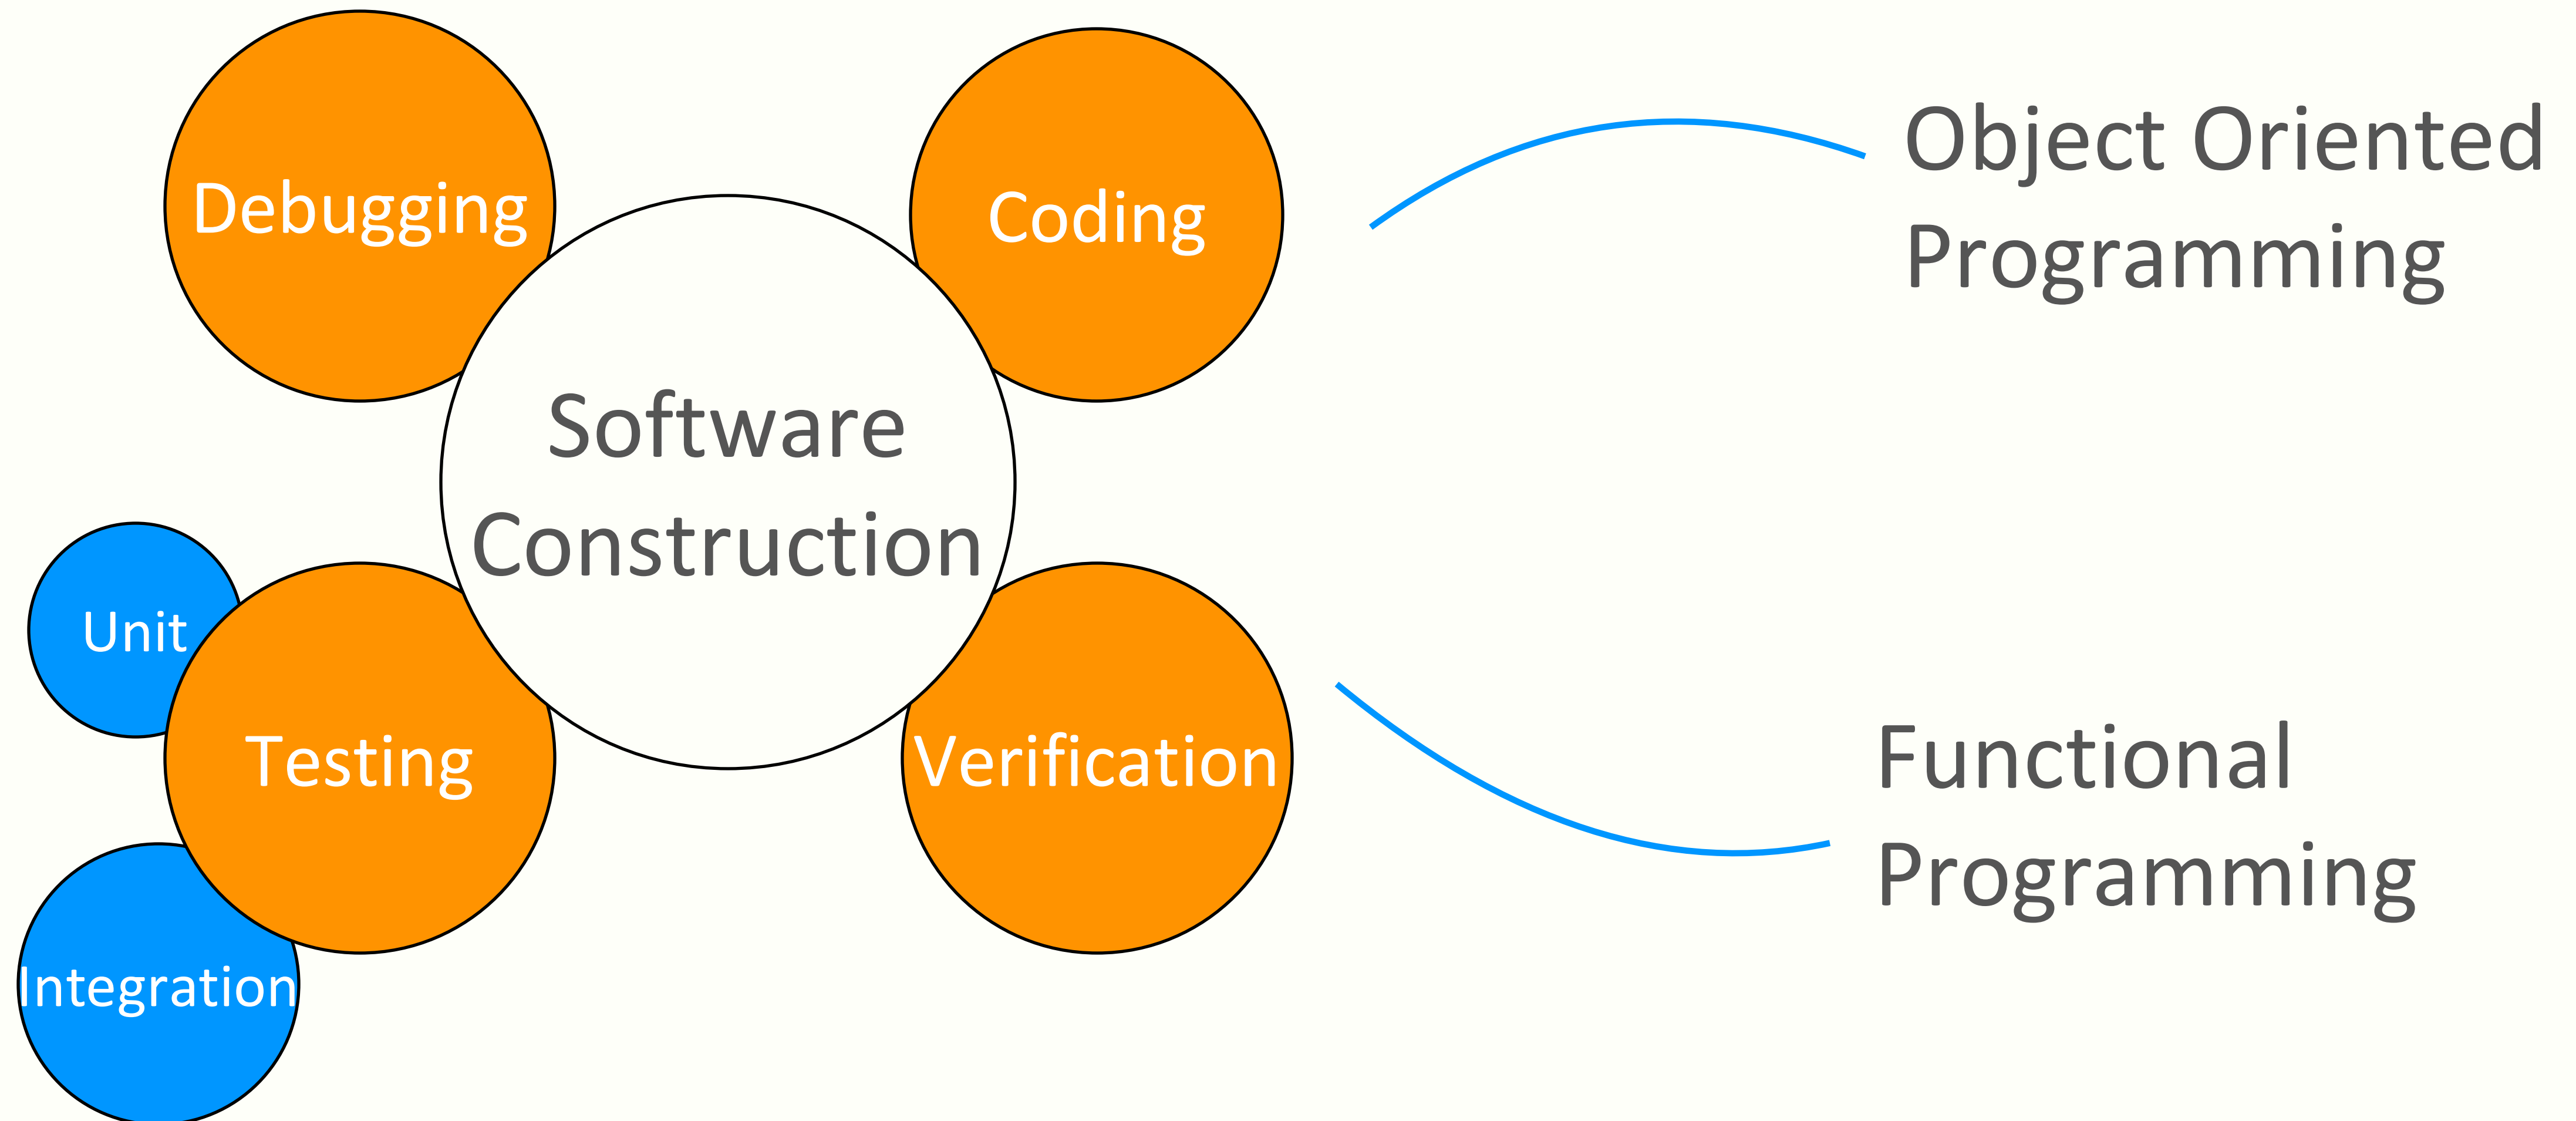 Debugging
Coding
Object Oriented
Programming
Software
Construction
Unit
Testing
Verification
Functional
Programming
Integration